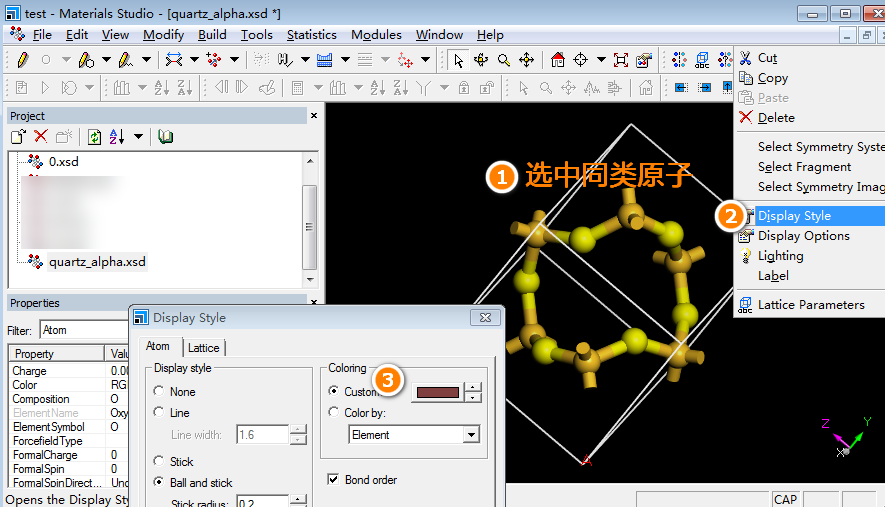 test - Materials Studio - [quartz_alpha.xsd *]
File Edit View Modify Build Tools Statistics Modules Window Help
Project
0.xsd
quartz_alpha.xsd
Properties
Filter: Atom
Property
Charge 0.00
Color RG
Composition O
ElementName Oxy
ElementSymbol O
ForcefieldType
FormalCharge 0
FormalSpin 0
FormalSpinDirect...
Opens the Display Sty
Display Style
Atom Lattice
Display style
None
Line
Line width: 1.6
Stick
Ball and stick
Stick radius: 0.2
Coloring
Custom
3
Color by:
Element
Bond order
1 选中同类原子
2
Cut
Copy
Paste
Delete
Select Symmetry Syste
Select Fragment
Select Symmetry Imag
Display Style
Display Options
Lighting
Label
Lattice Parameters
Z Y
X
A
CAP